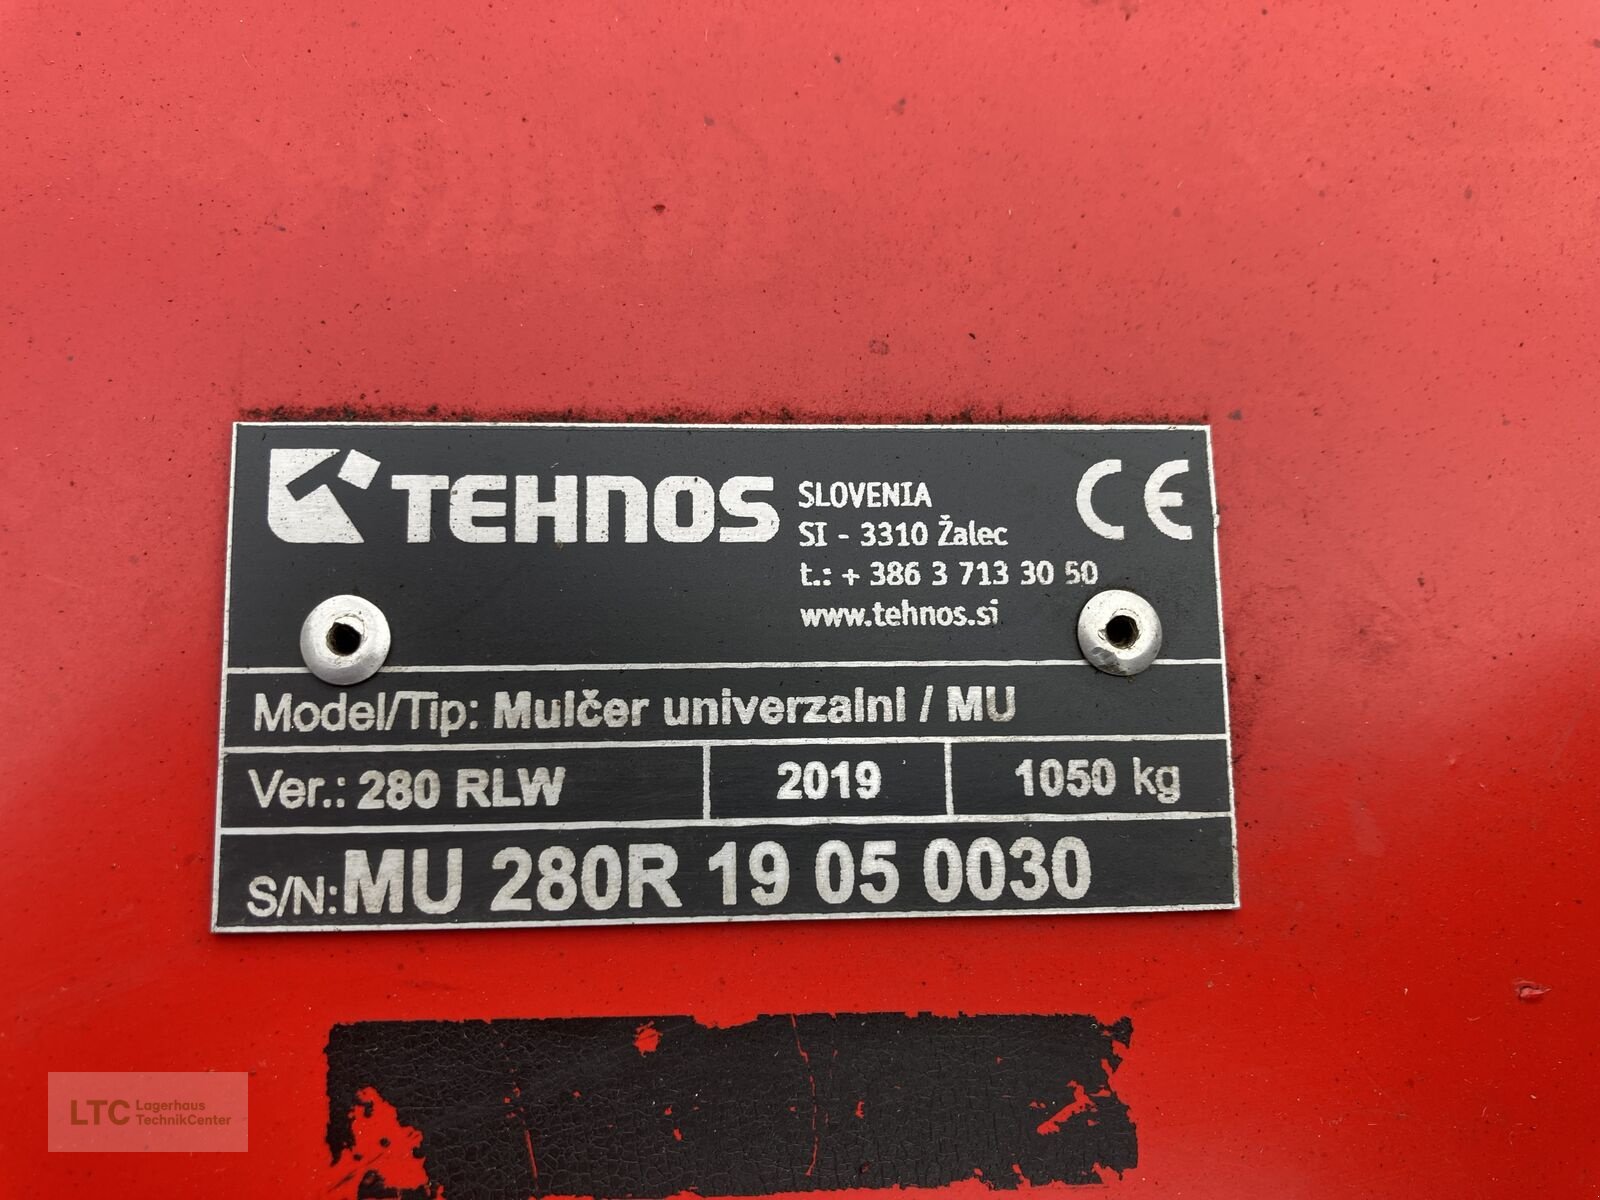 TEHNOS
SLOVENIA
SI - 3310 Žalec
t.: + 386 3 713 30 50
www.tehnos.si
CE
Model/Tip: Mulčer univerzalni / MU
Ver.: 280 RLW 2019 1050 kg
S/N: MU 280R 19 05 0030
LTC Lagerhaus
TechnikCenter